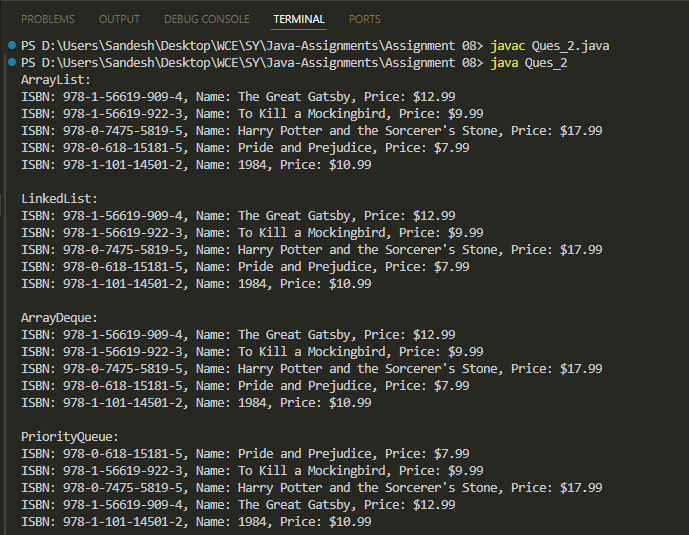 PROBLEMS OUTPUT DEBUG CONSOLE TERMINAL PORTS
PS D:\Users\Sandesh\Desktop\WCE\SY\Java-Assignments\Assignment 08> javac Ques_2.java
PS D:\Users\Sandesh\Desktop\WCE\SY\Java-Assignments\Assignment 08> java Ques_2
ArrayList:
ISBN: 978-1-56619-909-4, Name: The Great Gatsby, Price: $12.99
ISBN: 978-1-56619-922-3, Name: To Kill a Mockingbird, Price: $9.99
ISBN: 978-0-7475-5819-5, Name: Harry Potter and the Sorcerer's Stone, Price: $17.99
ISBN: 978-0-618-15181-5, Name: Pride and Prejudice, Price: $7.99
ISBN: 978-1-101-14501-2, Name: 1984, Price: $10.99
LinkedList:
ISBN: 978-1-56619-909-4, Name: The Great Gatsby, Price: $12.99
ISBN: 978-1-56619-922-3, Name: To Kill a Mockingbird, Price: $9.99
ISBN: 978-0-7475-5819-5, Name: Harry Potter and the Sorcerer's Stone, Price: $17.99
ISBN: 978-0-618-15181-5, Name: Pride and Prejudice, Price: $7.99
ISBN: 978-1-101-14501-2, Name: 1984, Price: $10.99
ArrayDeque:
ISBN: 978-1-56619-909-4, Name: The Great Gatsby, Price: $12.99
ISBN: 978-1-56619-922-3, Name: To Kill a Mockingbird, Price: $9.99
ISBN: 978-0-7475-5819-5, Name: Harry Potter and the Sorcerer's Stone, Price: $17.99
ISBN: 978-0-618-15181-5, Name: Pride and Prejudice, Price: $7.99
ISBN: 978-1-101-14501-2, Name: 1984, Price: $10.99
PriorityQueue:
ISBN: 978-0-618-15181-5, Name: Pride and Prejudice, Price: $7.99
ISBN: 978-1-56619-922-3, Name: To Kill a Mockingbird, Price: $9.99
ISBN: 978-0-7475-5819-5, Name: Harry Potter and the Sorcerer's Stone, Price: $17.99
ISBN: 978-1-56619-909-4, Name: The Great Gatsby, Price: $12.99
ISBN: 978-1-101-14501-2, Name: 1984, Price: $10.99